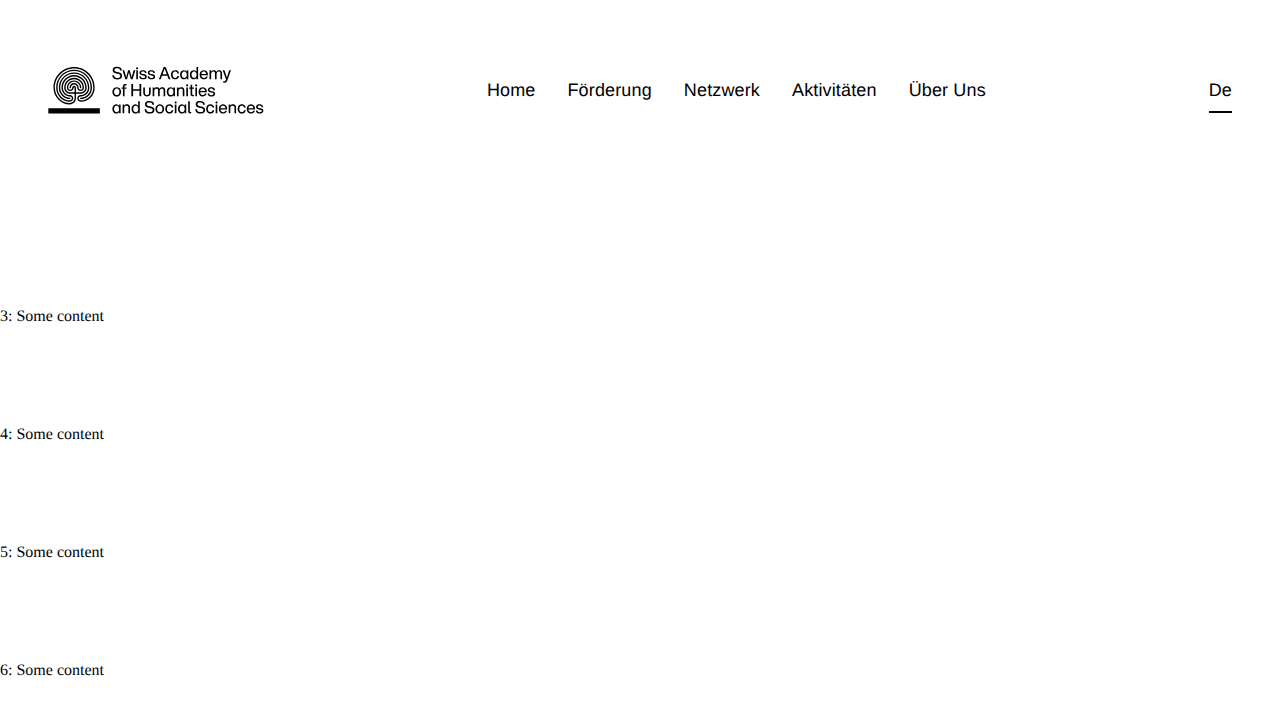 Swiss Academy
of Humanities
and Social Sciences
Home Förderung Netzwerk Aktivitäten Über Uns
De
3: Some content
4: Some content
5: Some content
6: Some content